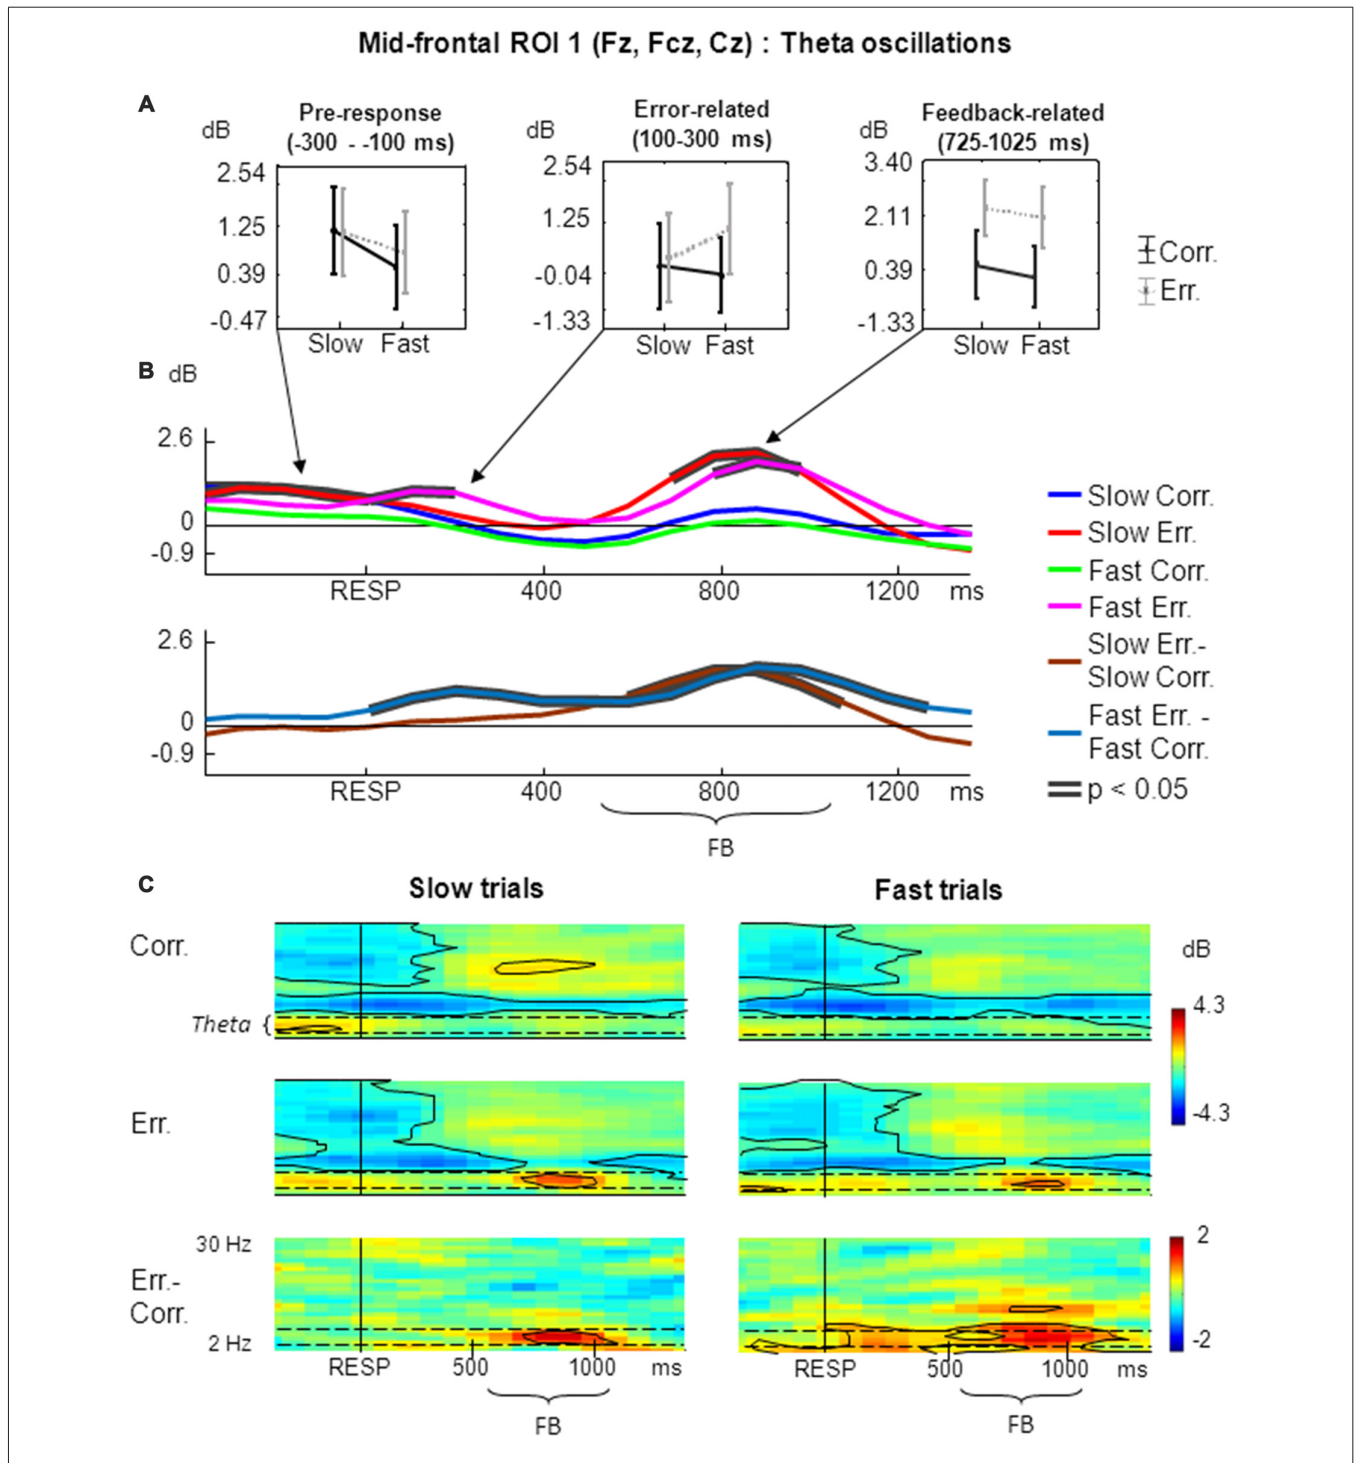 Mid-frontal ROI 1 (Fz, Fcz, Cz) : Theta oscillations
A
Pre-response
(-300 - -100 ms)
dB
2.54
1.25
0.39
-0.47
Slow Fast
Error-related
(100-300 ms)
dB
2.54
1.25
-0.04
-1.33
Slow Fast
Feedback-related
(725-1025 ms)
dB
3.40
2.11
0.39
-1.33
Slow Fast
Corr.
Err.
B
dB
2.6
0
-0.9
RESP 400 800 1200 ms
2.6
0
-0.9
RESP 400 800 1200 ms
FB
Slow Corr.
Slow Err.
Fast Corr.
Fast Err.
Slow Err.-
Slow Corr.
Fast Err. -
Fast Corr.
p < 0.05
C
Slow trials
Fast trials
Corr.
Theta {
dB
4.3
-4.3
Err.
30 Hz
Err.-
Corr.
2 Hz
2
-2
RESP 500 1000 ms
FB
RESP 500 1000 ms
FB